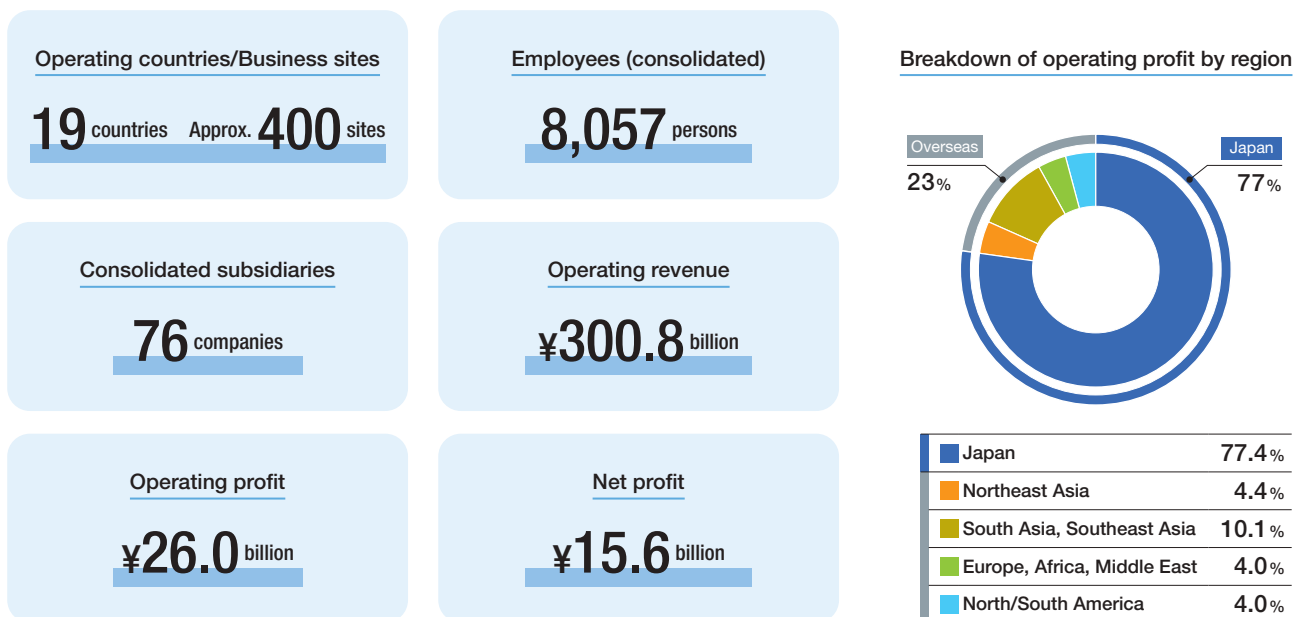 Operating countries/Business sites
19 countries Approx. 400 sites
Employees (consolidated)
8,057 persons
Consolidated subsidiaries
76 companies
Operating revenue
¥300.8 billion
Operating profit
¥26.0 billion
Net profit
¥15.6 billion
Breakdown of operating profit by region
Overseas
23%
Japan
77%
Japan 77.4%
Northeast Asia 4.4%
South Asia, Southeast Asia 10.1%
Europe, Africa, Middle East 4.0%
North/South America 4.0%